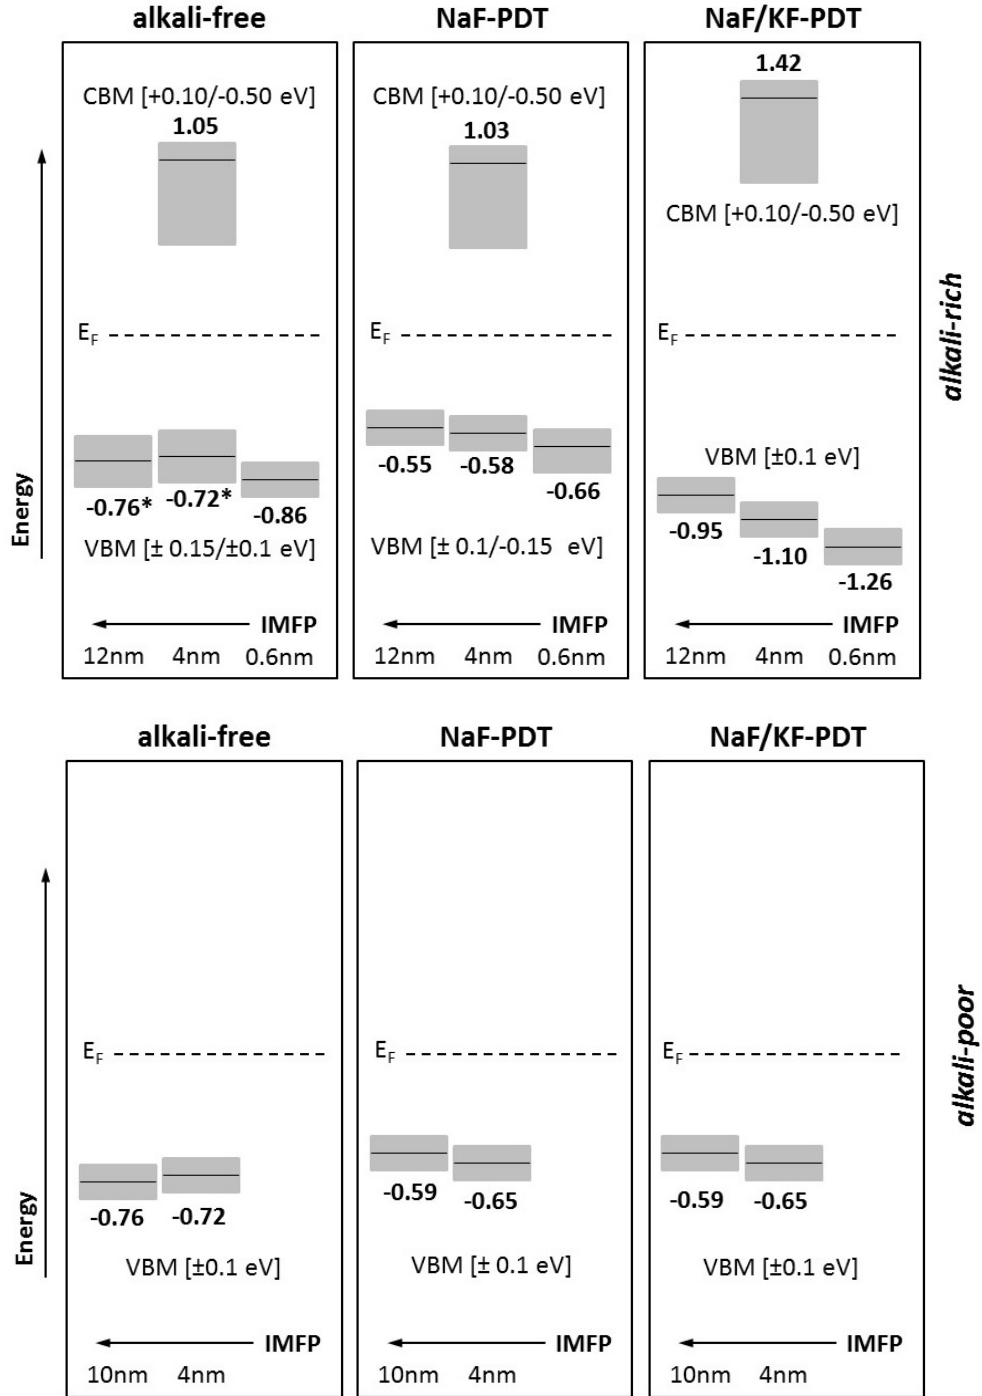 alkali-free NaF-PDT NaF/KF-PDT
1.42
CBM [+0.10/-0.50 eV] CBM [+0.10/-0.50 eV]
1.05 1.03
CBM [+0.10/-0.50 eV]
E_F E_F E_F
alkali-rich
VBM [±0.1 eV]
-0.55 -0.58
-0.66
-0.76* -0.72* -0.86
-0.95
-1.10
-1.26
VBM [± 0.15/±0.1 eV] VBM [± 0.1/-0.15 eV]
Energy
IMFP IMFP IMFP
12nm 4nm 0.6nm 12nm 4nm 0.6nm 12nm 4nm 0.6nm
alkali-free NaF-PDT NaF/KF-PDT
E_F E_F E_F
alkali-poor
-0.76 -0.72 -0.59 -0.65 -0.59 -0.65
Energy
VBM [±0.1 eV] VBM [± 0.1 eV] VBM [±0.1 eV]
IMFP IMFP IMFP
10nm 4nm 10nm 4nm 10nm 4nm